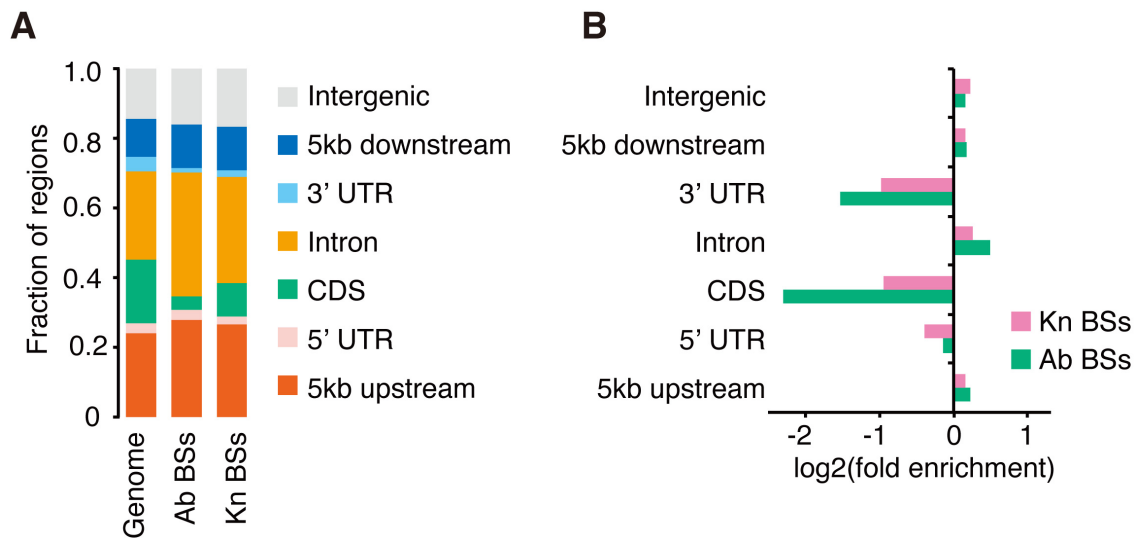 A
Fraction of regions
1.0
0.8
0.6
0.4
0.2
0
Genome
Ab BSs
Kn BSs
Intergenic
5kb downstream
3’ UTR
Intron
CDS
5’ UTR
5kb upstream
B
Intergenic
5kb downstream
3’ UTR
Intron
CDS
5’ UTR
5kb upstream
Kn BSs
Ab BSs
-2 -1 0 1
log2(fold enrichment)